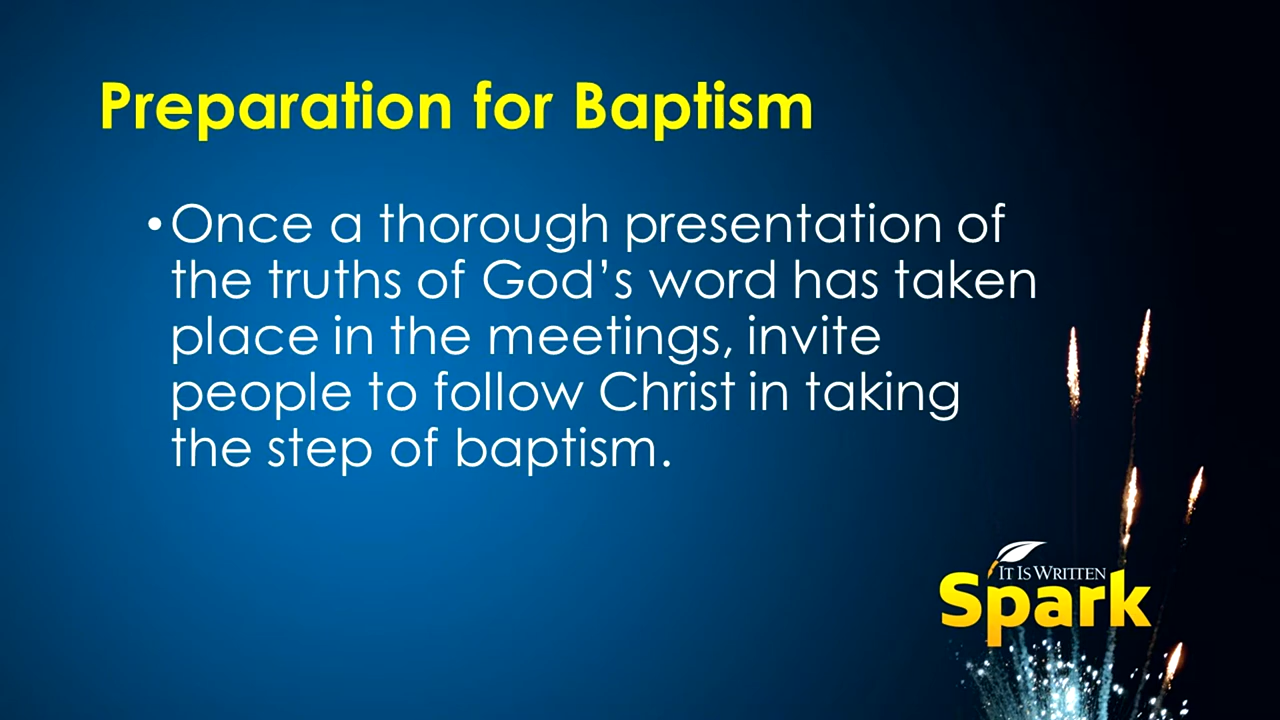 Preparation for Baptism
•Once a thorough presentation of
the truths of God’s word has taken
place in the meetings, invite
people to follow Christ in taking
the step of baptism.
IT IS WRITTEN
Spark